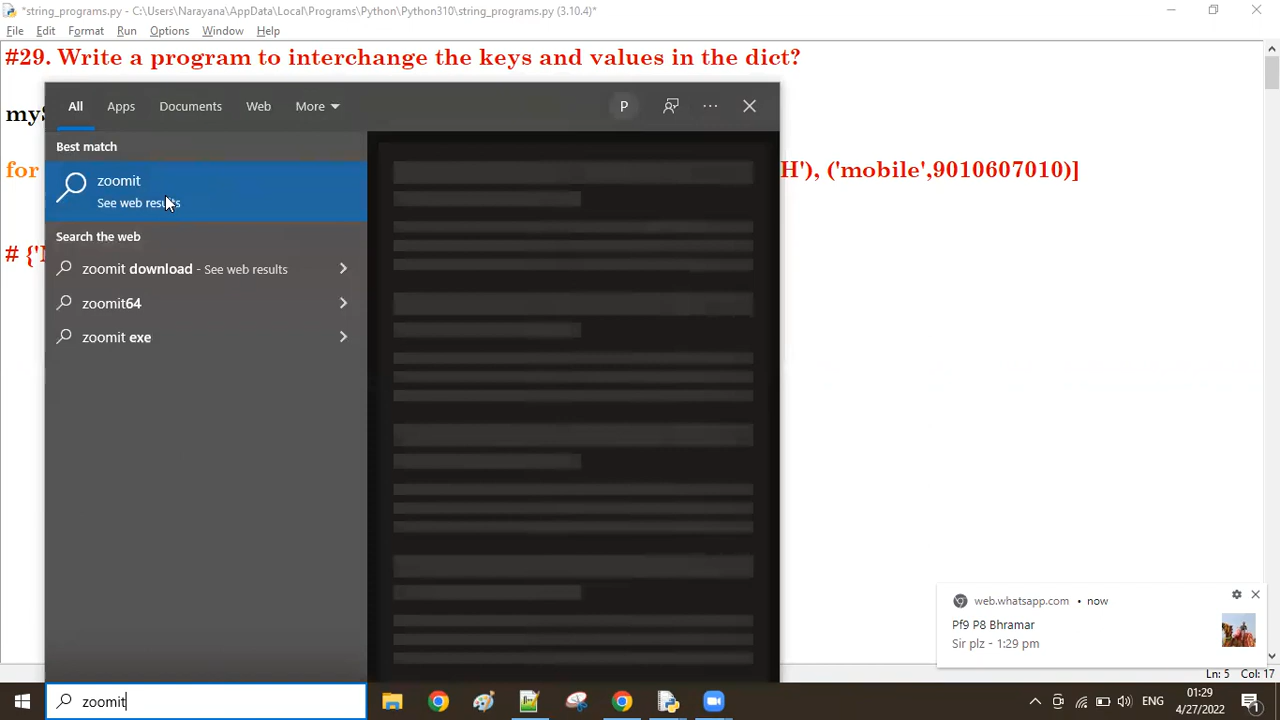 *string_programs.py - C:\Users\Narayana\AppData\Local\Programs\Python\Python310\string_programs.py (3.10.4)*
File Edit Format Run Options Window Help
#29. Write a program to interchange the keys and values in the dict?
All Apps Documents Web More P ...
Best match
zoomit
See web results
for H'), ('mobile',9010607010)]
Search the web
# {'
zoomit download - See web results
zoomit64
zoomit exe
web.whatsapp.com • now
Pf9 P8 Bhramar
Sir plz - 1:29 pm
Ln: 5 Col: 17
zoomit
ENG
01:29
4/27/2022
1